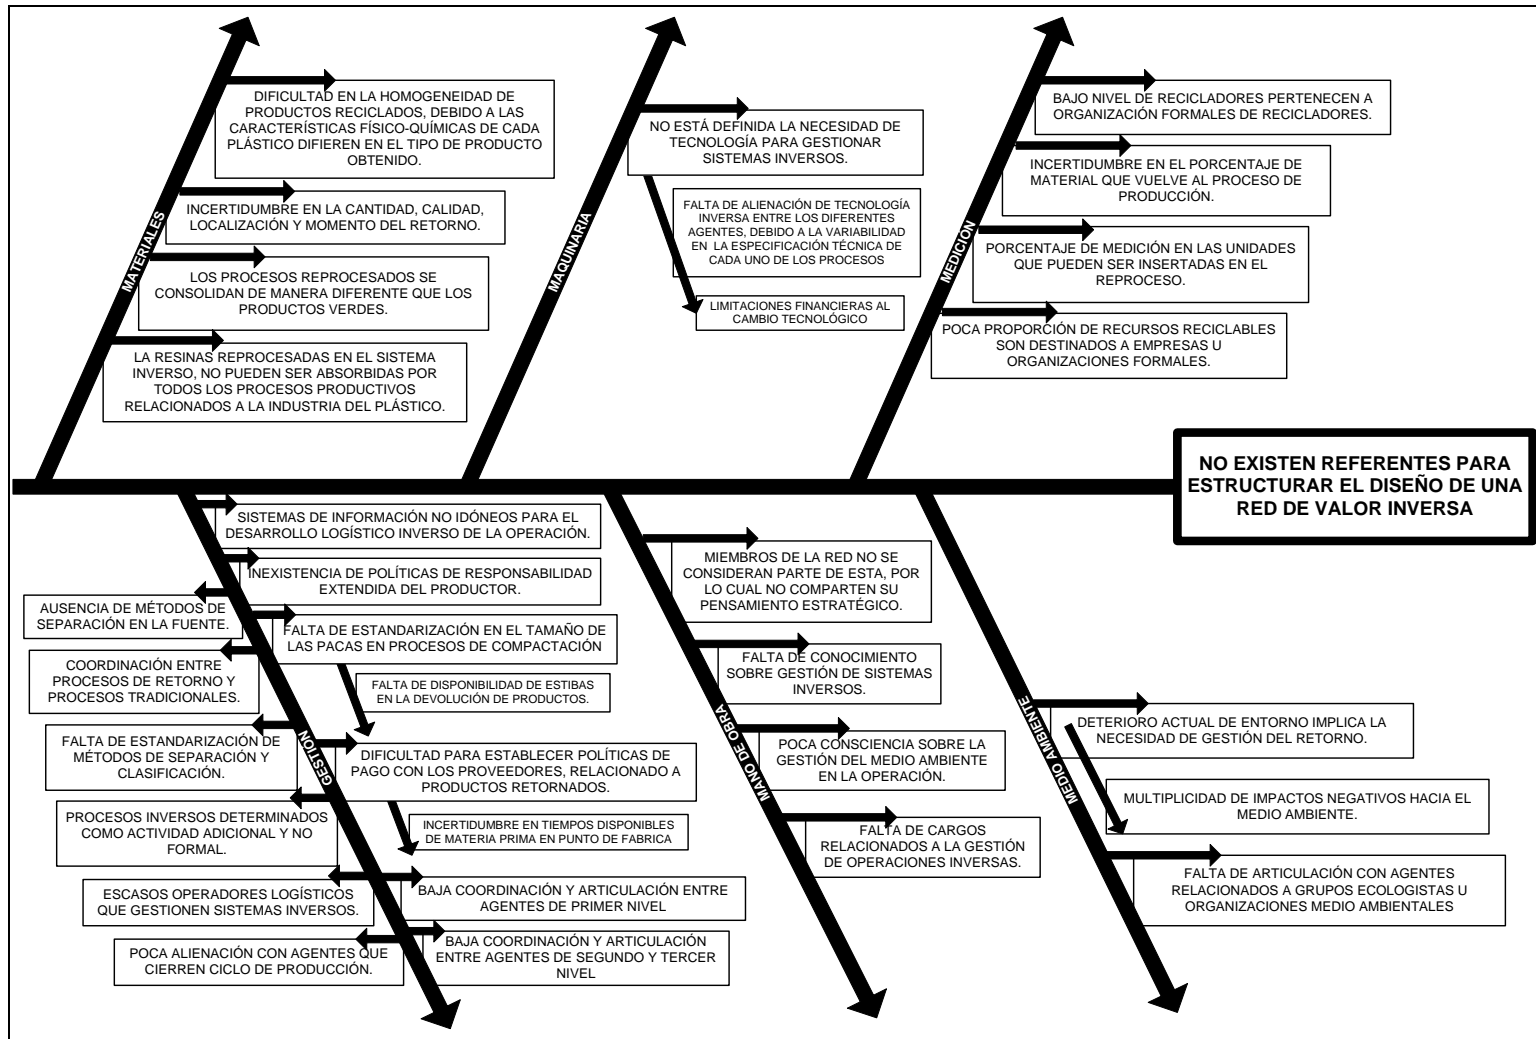 MATERIALES
DIFICULTAD EN LA HOMOGENEIDAD DE
PRODUCTOS RECICLADOS, DEBIDO A LAS
CARACTERÍSTICAS FÍSICO-QUÍMICAS DE CADA
PLÁSTICO DIFIEREN EN EL TIPO DE PRODUCTO
OBTENIDO.
INCERTIDUMBRE EN LA CANTIDAD, CALIDAD,
LOCALIZACIÓN Y MOMENTO DEL RETORNO.
LOS PROCESOS REPROCESADOS SE
CONSOLIDAN DE MANERA DIFERENTE QUE LOS
PRODUCTOS VERDES.
LA RESINAS REPROCESADAS EN EL SISTEMA
INVERSO, NO PUEDEN SER ABSORBIDAS POR
TODOS LOS PROCESOS PRODUCTIVOS
RELACIONADOS A LA INDUSTRIA DEL PLÁSTICO.
MAQUINARIA
NO ESTÁ DEFINIDA LA NECESIDAD DE
TECNOLOGÍA PARA GESTIONAR
SISTEMAS INVERSOS.
FALTA DE ALIENACIÓN DE TECNOLOGÍA
INVERSA ENTRE LOS DIFERENTES
AGENTES, DEBIDO A LA VARIABILIDAD
EN LA ESPECIFICACIÓN TÉCNICA DE
CADA UNO DE LOS PROCESOS
LIMITACIONES FINANCIERAS AL
CAMBIO TECNOLÓGICO
MEDICIÓN
BAJO NIVEL DE RECICLADORES PERTENECEN A
ORGANIZACIÓN FORMALES DE RECICLADORES.
INCERTIDUMBRE EN EL PORCENTAJE DE
MATERIAL QUE VUELVE AL PROCESO DE
PRODUCCIÓN.
PORCENTAJE DE MEDICIÓN EN LAS UNIDADES
QUE PUEDEN SER INSERTADAS EN EL
REPROCESO.
POCA PROPORCIÓN DE RECURSOS RECICLABLES
SON DESTINADOS A EMPRESAS U
ORGANIZACIONES FORMALES.
NO EXISTEN REFERENTES PARA
ESTRUCTURAR EL DISEÑO DE UNA
RED DE VALOR INVERSA
GESTIÓN
SISTEMAS DE INFORMACIÓN NO IDÓNEOS PARA EL
DESARROLLO LOGÍSTICO INVERSO DE LA OPERACIÓN.
INEXISTENCIA DE POLÍTICAS DE RESPONSABILIDAD
EXTENDIDA DEL PRODUCTOR.
AUSENCIA DE MÉTODOS DE
SEPARACIÓN EN LA FUENTE.
FALTA DE ESTANDARIZACIÓN EN EL TAMAÑO DE
LAS PACAS EN PROCESOS DE COMPACTACIÓN
COORDINACIÓN ENTRE
PROCESOS DE RETORNO Y
PROCESOS TRADICIONALES.
FALTA DE DISPONIBILIDAD DE ESTIBAS
EN LA DEVOLUCIÓN DE PRODUCTOS.
FALTA DE ESTANDARIZACIÓN DE
MÉTODOS DE SEPARACIÓN Y
CLASIFICACIÓN.
DIFICULTAD PARA ESTABLECER POLÍTICAS DE
PAGO CON LOS PROVEEDORES, RELACIONADO A
PRODUCTOS RETORNADOS.
PROCESOS INVERSOS DETERMINADOS
COMO ACTIVIDAD ADICIONAL Y NO
FORMAL.
INCERTIDUMBRE EN TIEMPOS DISPONIBLES
DE MATERIA PRIMA EN PUNTO DE FABRICA
ESCASOS OPERADORES LOGÍSTICOS
QUE GESTIONEN SISTEMAS INVERSOS.
BAJA COORDINACIÓN Y ARTICULACIÓN ENTRE
AGENTES DE PRIMER NIVEL
POCA ALIENACIÓN CON AGENTES QUE
CIERREN CICLO DE PRODUCCIÓN.
BAJA COORDINACIÓN Y ARTICULACIÓN
ENTRE AGENTES DE SEGUNDO Y TERCER
NIVEL
MANO DE OBRA
MIEMBROS DE LA RED NO SE
CONSIDERAN PARTE DE ESTA, POR
LO CUAL NO COMPARTEN SU
PENSAMIENTO ESTRATÉGICO.
FALTA DE CONOCIMIENTO
SOBRE GESTIÓN DE SISTEMAS
INVERSOS.
POCA CONSCIENCIA SOBRE LA
GESTIÓN DEL MEDIO AMBIENTE
EN LA OPERACIÓN.
FALTA DE CARGOS
RELACIONADOS A LA GESTIÓN
DE OPERACIONES INVERSAS.
MEDIO AMBIENTE
DETERIORO ACTUAL DE ENTORNO IMPLICA LA
NECESIDAD DE GESTIÓN DEL RETORNO.
MULTIPLICIDAD DE IMPACTOS NEGATIVOS HACIA EL
MEDIO AMBIENTE.
FALTA DE ARTICULACIÓN CON AGENTES
RELACIONADOS A GRUPOS ECOLOGISTAS U
ORGANIZACIONES MEDIO AMBIENTALES